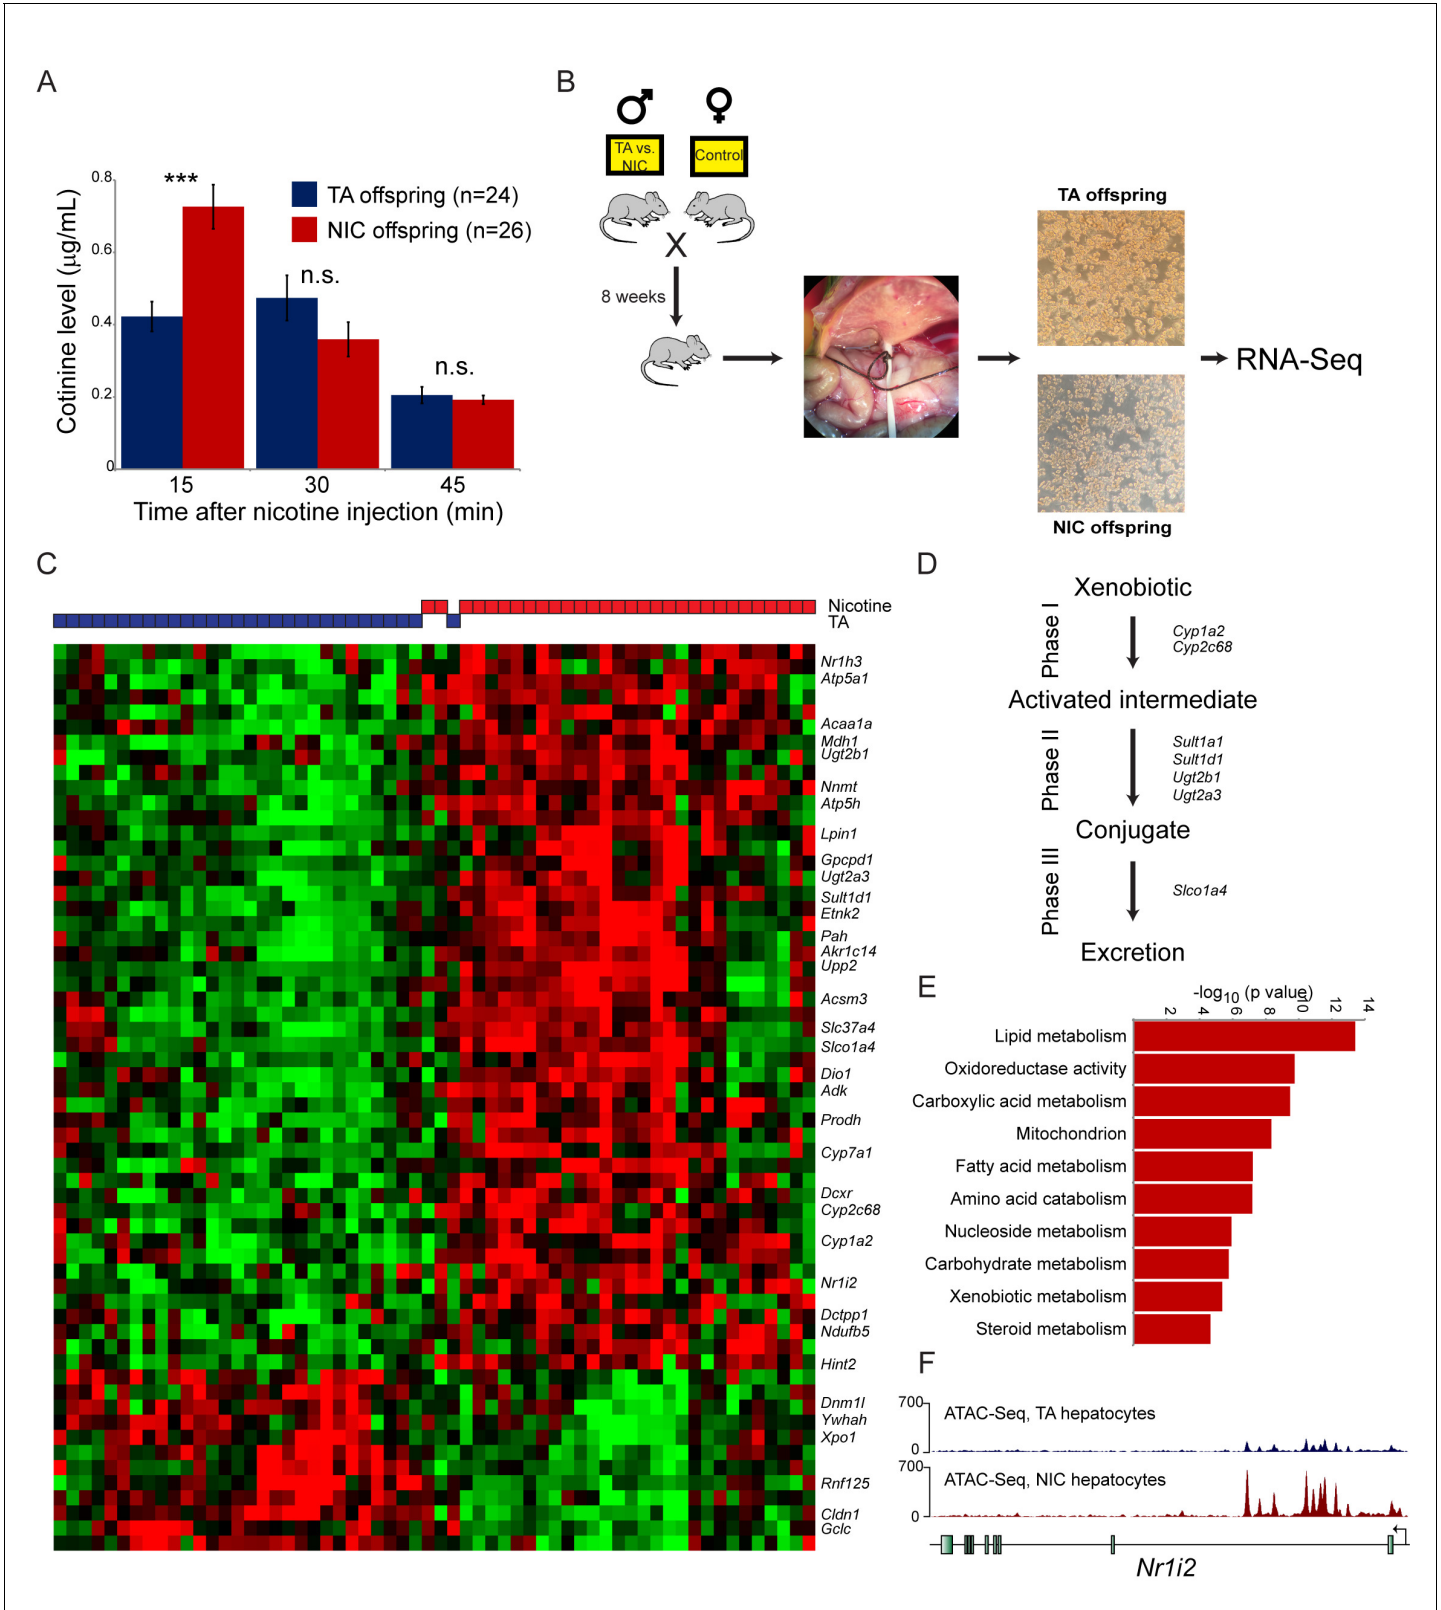 A
B
TA vs.
NIC
Control
0.8
0.6
0.4
0.2
0
Cotinine level (µg/mL)
***
n.s.
n.s.
TA offspring (n=24)
NIC offspring (n=26)
15
30
45
Time after nicotine injection (min)
X
8 weeks
TA offspring
NIC offspring
RNA-Seq
C
Nicotine
TA
Nr1h3
Atp5a1
Acaa1a
Mdh1
Ugt2b1
Nnmt
Atp5h
Lpin1
Gpcpd1
Ugt2a3
Sult1d1
Etnk2
Pah
Akr1c14
Upp2
Acsm3
Slc37a4
Slco1a4
Dio1
Adk
Prodh
Cyp7a1
Dcxr
Cyp2c68
Cyp1a2
Nr1i2
Dctpp1
Ndufb5
Hint2
Dnm1l
Ywhah
Xpo1
Rnf125
Cldn1
Gclc
D
Xenobiotic
Phase I
Cyp1a2
Cyp2c68
Activated intermediate
Phase II
Sult1a1
Sult1d1
Ugt2b1
Ugt2a3
Conjugate
Phase III
Slco1a4
Excretion
E
-log10 (p value)
2
4
6
8
10
12
14
Lipid metabolism
Oxidoreductase activity
Carboxylic acid metabolism
Mitochondrion
Fatty acid metabolism
Amino acid catabolism
Nucleoside metabolism
Carbohydrate metabolism
Xenobiotic metabolism
Steroid metabolism
F
700
0
ATAC-Seq, TA hepatocytes
700
0
ATAC-Seq, NIC hepatocytes
Nr1i2